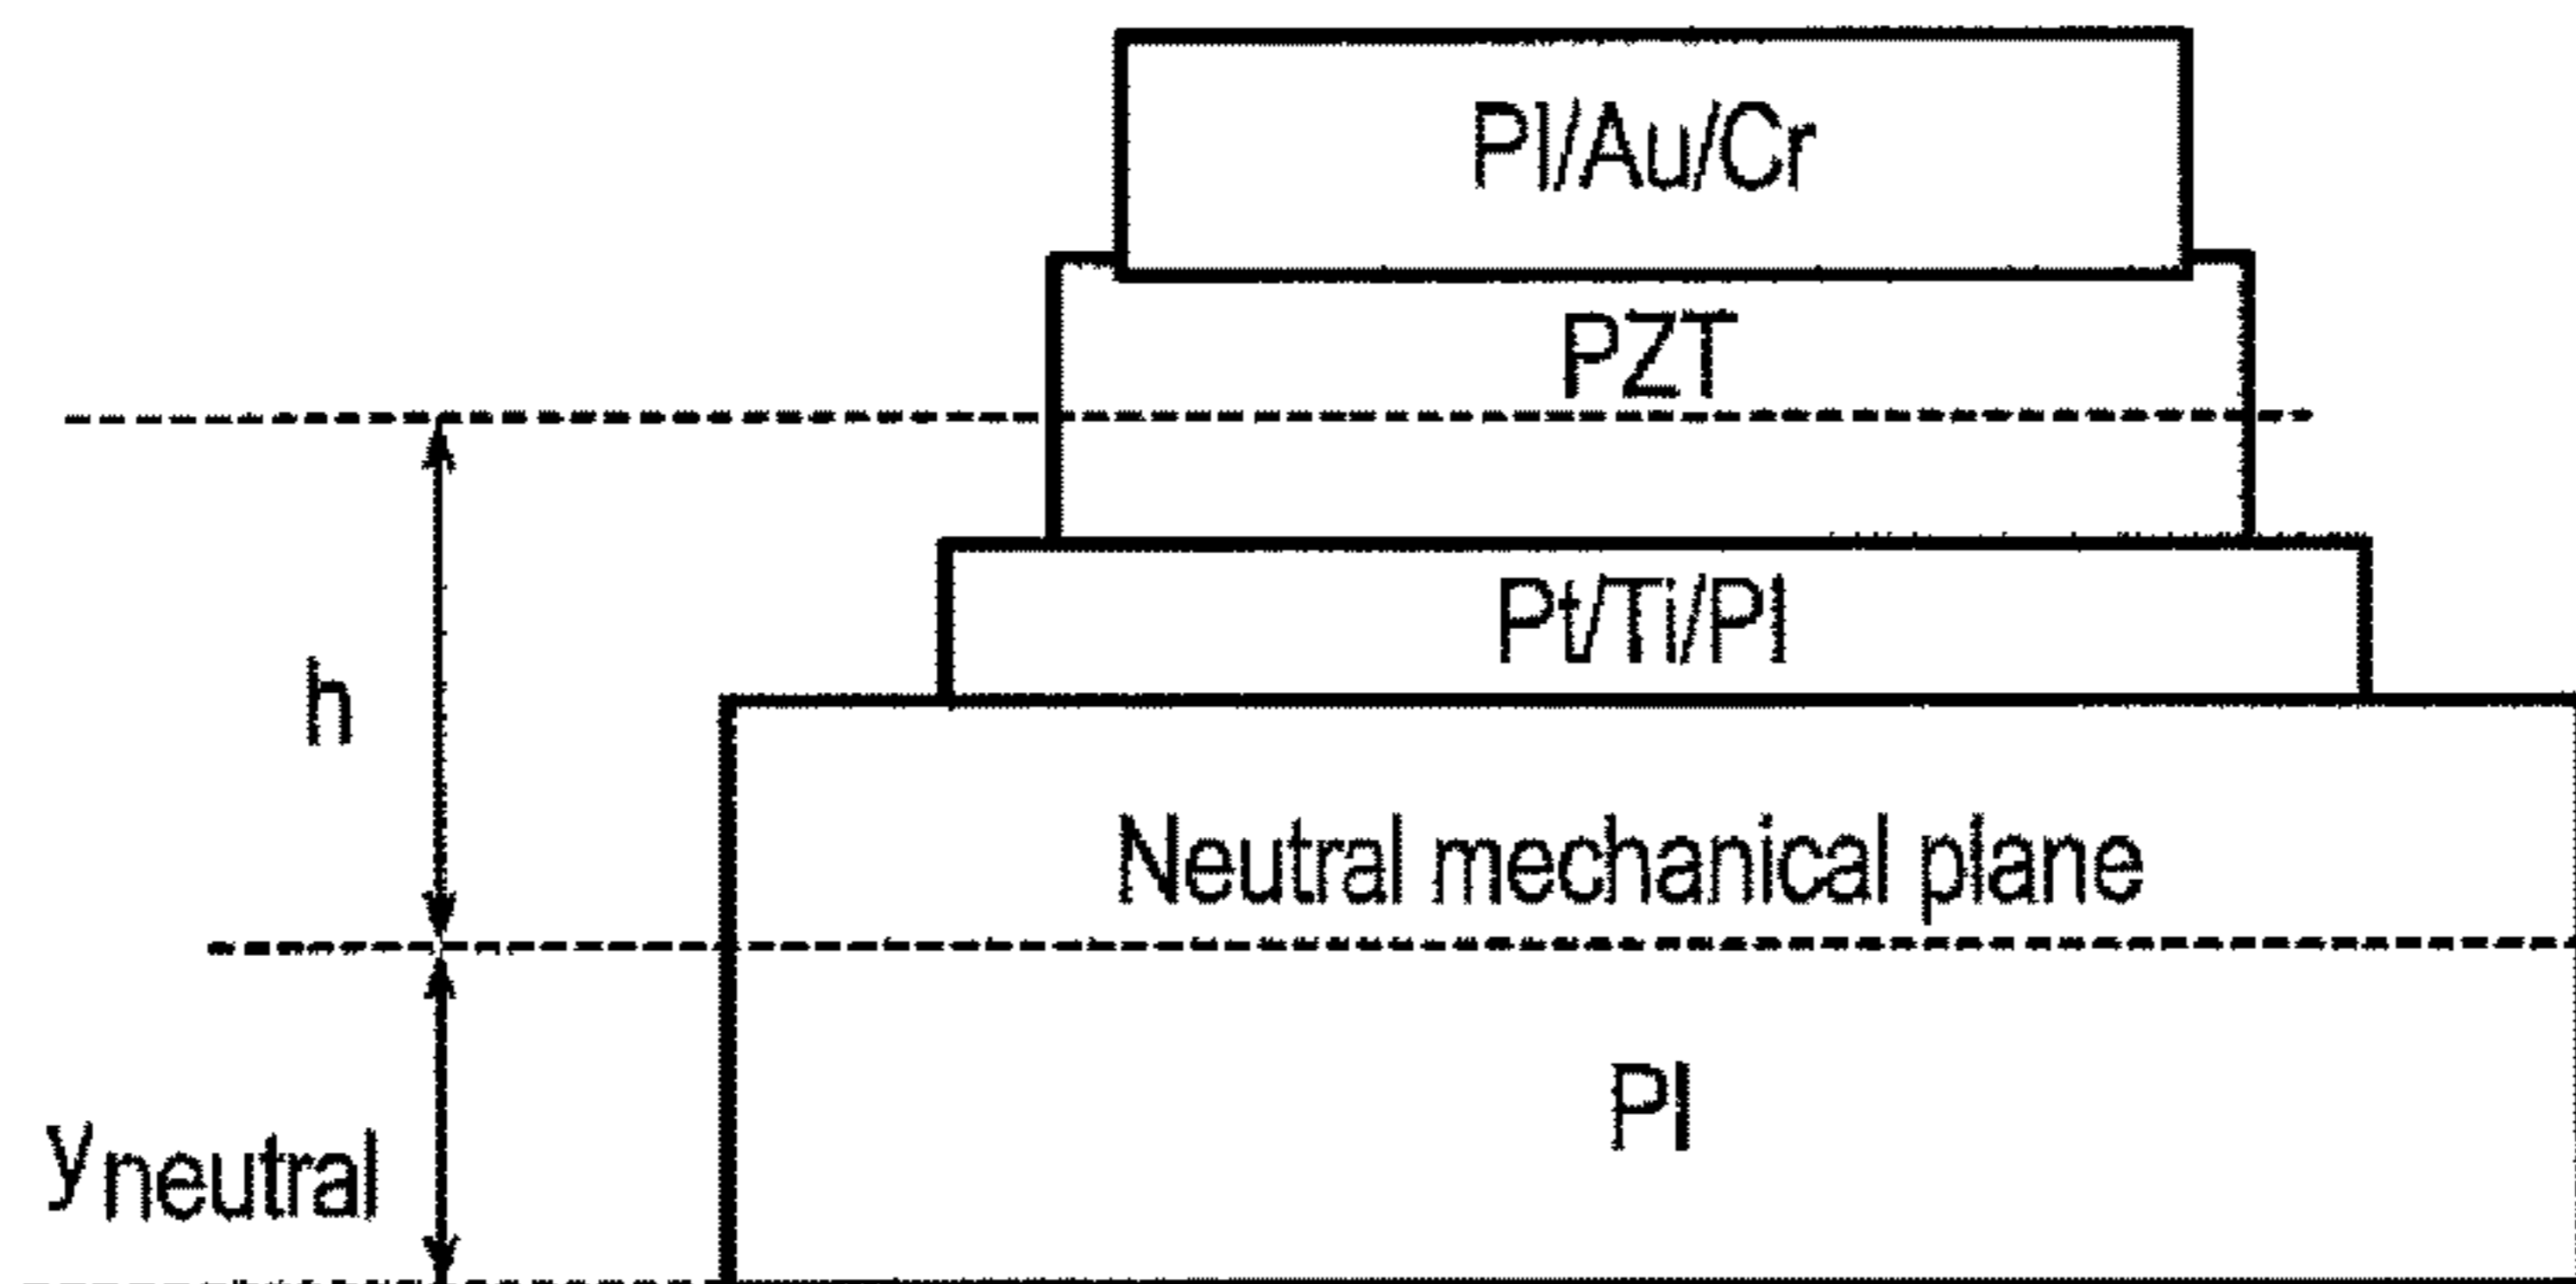 PI/Au/Cr
PZT
Pt/Ti/PI
h
Neutral mechanical plane
PI
yneutral